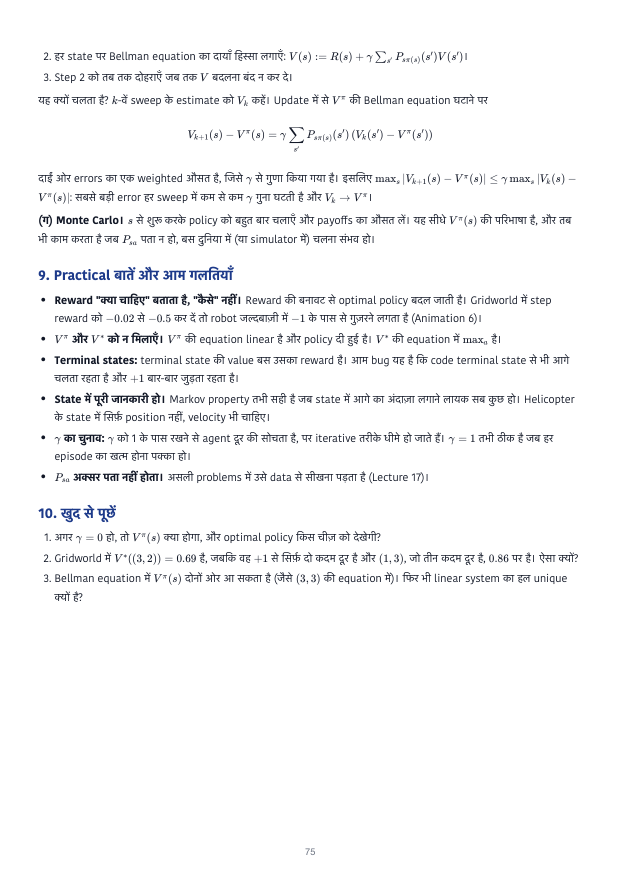 2. हर state पर Bellman equation का दायाँ हिस्सा लगाएँ: V(s) := R(s) + γ ∑_{s′} P_{sπ(s)}(s′)V(s′)।
3. Step 2 को तब तक दोहराएँ जब तक V बदलना बंद न कर दे।
यह क्यों चलता है? k-वें sweep के estimate को V_k कहें। Update में से V^π की Bellman equation घटाने पर
V_{k+1}(s) − V^π(s) = γ ∑_{s′} P_{sπ(s)}(s′) (V_k(s′) − V^π(s′))
दाईं ओर errors का एक weighted औसत है, जिसे γ से गुणा किया गया है। इसलिए max_s |V_{k+1}(s) − V^π(s)| ≤ γ max_s |V_k(s) −
V^π(s)|: सबसे बड़ी error हर sweep में कम से कम γ गुना घटती है और V_k → V^π।
(ग) Monte Carlo। s से शुरू करके policy को बहुत बार चलाएँ और payoffs का औसत लें। यह सीधे V^π(s) की परिभाषा है, और तब
भी काम करता है जब P_{sa} पता न हो, बस दुनिया में (या simulator में) चलना संभव हो।
9. Practical बातें और आम गलतियाँ
• Reward "क्या चाहिए" बताता है, "कैसे" नहीं। Reward की बनावट से optimal policy बदल जाती है। Gridworld में step
reward को −0.02 से −0.5 कर दें तो robot जल्दबाज़ी में −1 के पास से गुज़रने लगता है (Animation 6)।
• V^π और V* को न मिलाएँ। V^π की equation linear है और policy दी हुई है। V* की equation में max_a है।
• Terminal states: terminal state की value बस उसका reward है। आम bug यह है कि code terminal state से भी आगे
चलता रहता है और +1 बार-बार जुड़ता रहता है।
• State में पूरी जानकारी हो। Markov property तभी सही है जब state में आगे का अंदाज़ा लगाने लायक सब कुछ हो। Helicopter
के state में सिर्फ़ position नहीं, velocity भी चाहिए।
• γ का चुनाव: γ को 1 के पास रखने से agent दूर की सोचता है, पर iterative तरीके धीमे हो जाते हैं। γ = 1 तभी ठीक है जब हर
episode का खत्म होना पक्का हो।
• P_{sa} अक्सर पता नहीं होता। असली problems में उसे data से सीखना पड़ता है (Lecture 17)।
10. खुद से पूछें
1. अगर γ = 0 हो, तो V^π(s) क्या होगा, और optimal policy किस चीज़ को देखेगी?
2. Gridworld में V*((3, 2)) = 0.69 है, जबकि वह +1 से सिर्फ़ दो कदम दूर है और (1, 3), जो तीन कदम दूर है, 0.86 पर है। ऐसा क्यों?
3. Bellman equation में V^π(s) दोनों ओर आ सकता है (जैसे (3, 3) की equation में)। फिर भी linear system का हल unique
क्यों है?
75